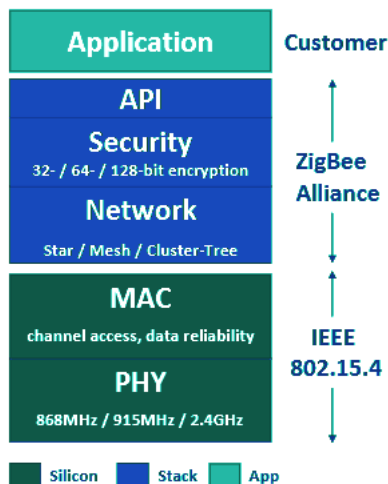 Application
Customer
API
Security
32- / 64- / 128-bit encryption
ZigBee
Alliance
Network
Star / Mesh / Cluster-Tree
MAC
channel access, data reliability
IEEE
802.15.4
PHY
868MHz / 915MHz / 2.4GHz
Silicon
Stack
App